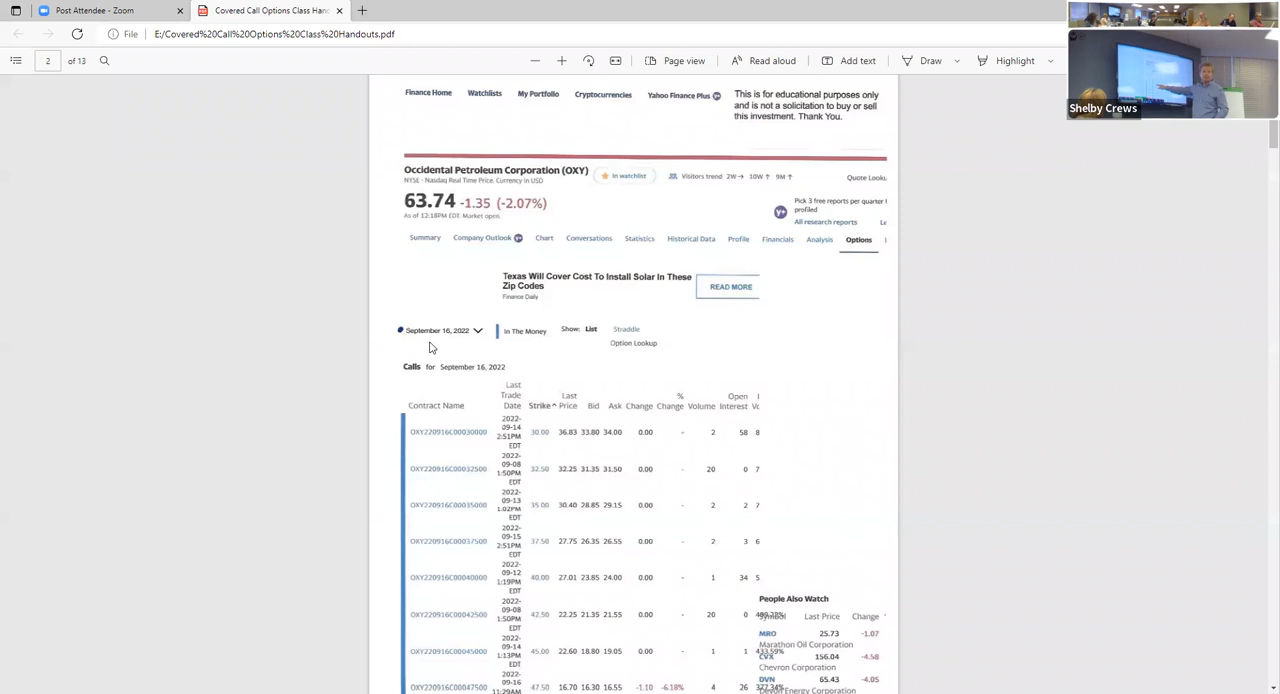 Post Attendee - Zoom
Covered Call Options Class Hand
File E:/Covered%20Call%20Options%20Class%20Handouts.pdf
2 of 13
Page view
Read aloud
Add text
Draw
Highlight
Shelby Crews
Finance Home Watchlists My Portfolio Cryptocurrencies Yahoo Finance Plus
This is for educational purposes only
and is not a solicitation to buy or sell
this investment. Thank You.
Occidental Petroleum Corporation (OXY)
In watchlist
Visitors trend 2W→ 10W↑ 9M↑
Quote Looku
NYSE - Nasdaq Real Time Price. Currency in USD
63.74 -1.35 (-2.07%)
As of 12:18PM EDT. Market open.
Pick 3 free reports per quarter
profiled
All research reports
Summary Company Outlook Chart Conversations Statistics Historical Data Profile Financials Analysis Options
Texas Will Cover Cost To Install Solar In These
Zip Codes
Finance Daily
READ MORE
September 16, 2022
In The Money
Show: List Straddle
Option Lookup
Calls for September 16, 2022
Contract Name Last Trade Date Strike Last Price Bid Ask Change % Change Volume Open Interest
OXY220916C00030000 2022-09-14 2:51PM EDT 30.00 36.83 33.80 34.00 0.00 - 2 58 8
OXY220916C00032500 2022-09-08 1:50PM EDT 32.50 32.25 31.35 31.50 0.00 - 20 0 7
OXY220916C00035000 2022-09-13 1:02PM EDT 35.00 30.40 28.85 29.15 0.00 - 2 2 7
OXY220916C00037500 2022-09-15 2:51PM EDT 37.50 27.75 26.35 26.55 0.00 - 2 3 6
OXY220916C00040000 2022-09-12 1:19PM EDT 40.00 27.01 23.85 24.00 0.00 - 1 34 5
OXY220916C00042500 2022-09-08 1:50PM EDT 42.50 22.25 21.35 21.55 0.00 - 20 0
OXY220916C00045000 2022-09-14 1:13PM EDT 45.00 22.60 18.80 19.05 0.00 - 1 1 433.59%
OXY220916C00047500 2022-09-16 11:29AM 47.50 16.70 16.30 16.55 -1.10 -6.18% 4 26 377.34%
People Also Watch
Symbol Last Price Change
MRO 25.73 -1.07
Marathon Oil Corporation
CVX 156.04 -4.58
Chevron Corporation
DVN 65.43 -4.05
Devon Energy Corporation